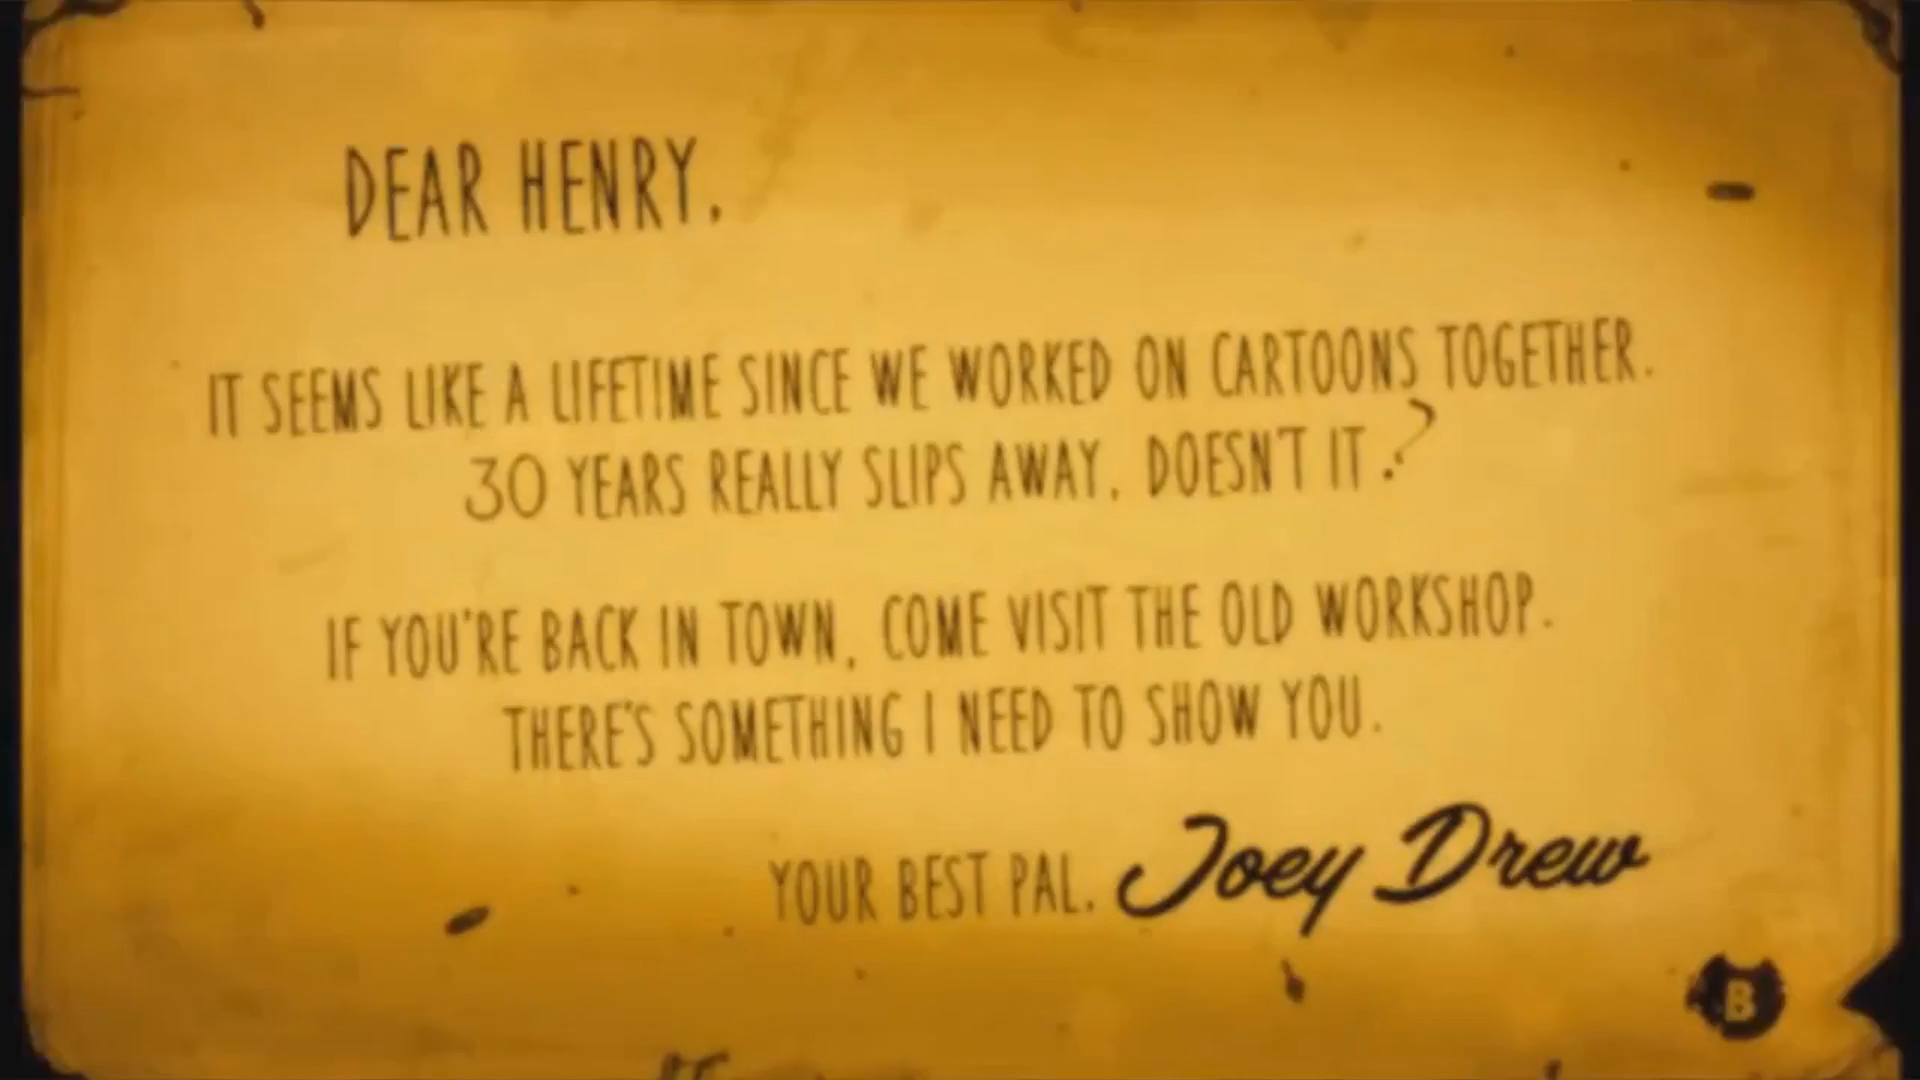 DEAR HENRY,
IT SEEMS LIKE A LIFETIME SINCE WE WORKED ON CARTOONS TOGETHER.
30 YEARS REALLY SLIPS AWAY, DOESN'T IT?
IF YOU'RE BACK IN TOWN, COME VISIT THE OLD WORKSHOP.
THERE'S SOMETHING I NEED TO SHOW YOU.
YOUR BEST PAL, Joey Drew
B